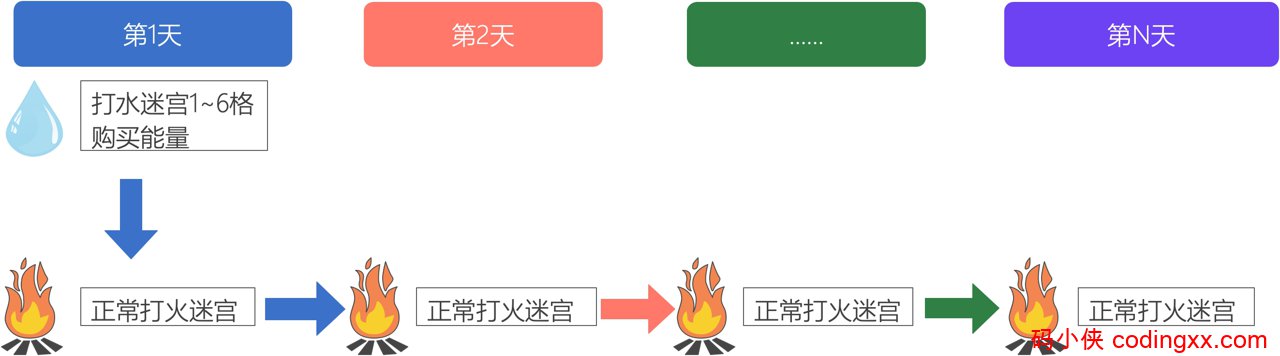 第1天
第2天
……
第N天
打水迷宫1~6格
购买能量
正常打火迷宫
正常打火迷宫
正常打火迷宫
正常打火迷宫
码小侠 codingxx.com